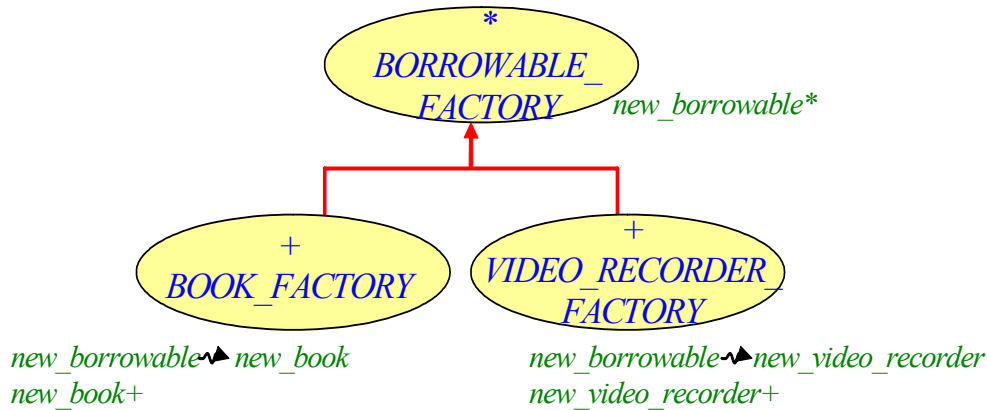 *
BORROWABLE_
FACTORY
new_borrowable*
+
BOOK_FACTORY
+
VIDEO_RECORDER_
FACTORY
new_borrowable new_book
new_book+
new_borrowable new_video_recorder
new_video_recorder+